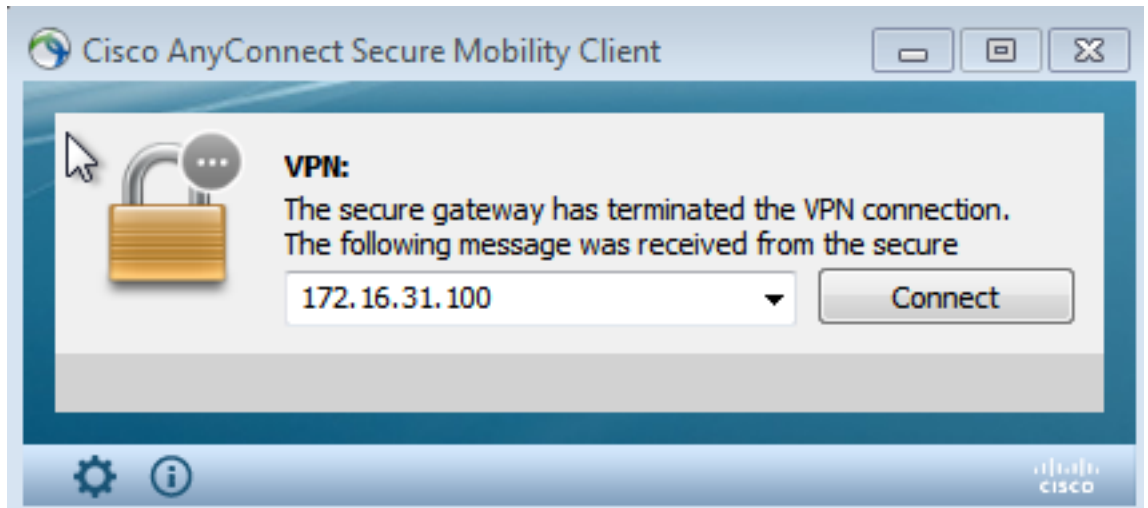 Cisco AnyConnect Secure Mobility Client
VPN:
The secure gateway has terminated the VPN connection.
The following message was received from the secure
172.16.31.100
Connect
CISCO